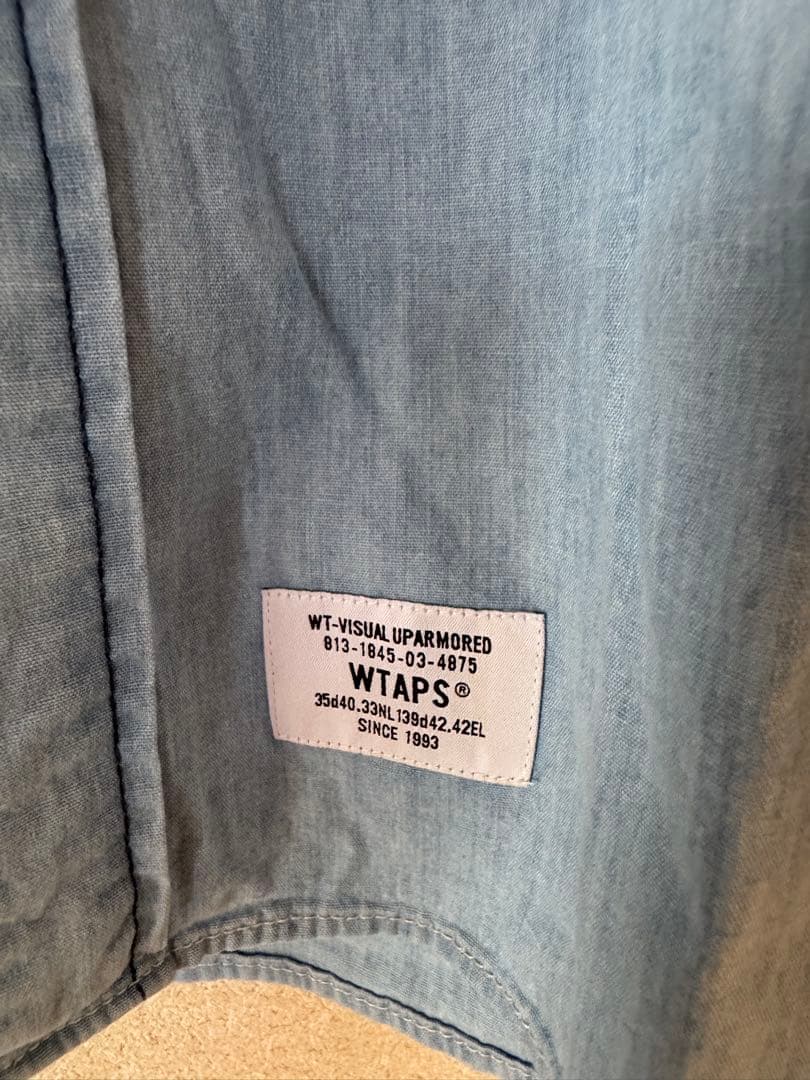 WT-VISUAL UPARMORED
813-1845-03-4875
WTAPS®
35d40.33NL139d42.42EL
SINCE 1993